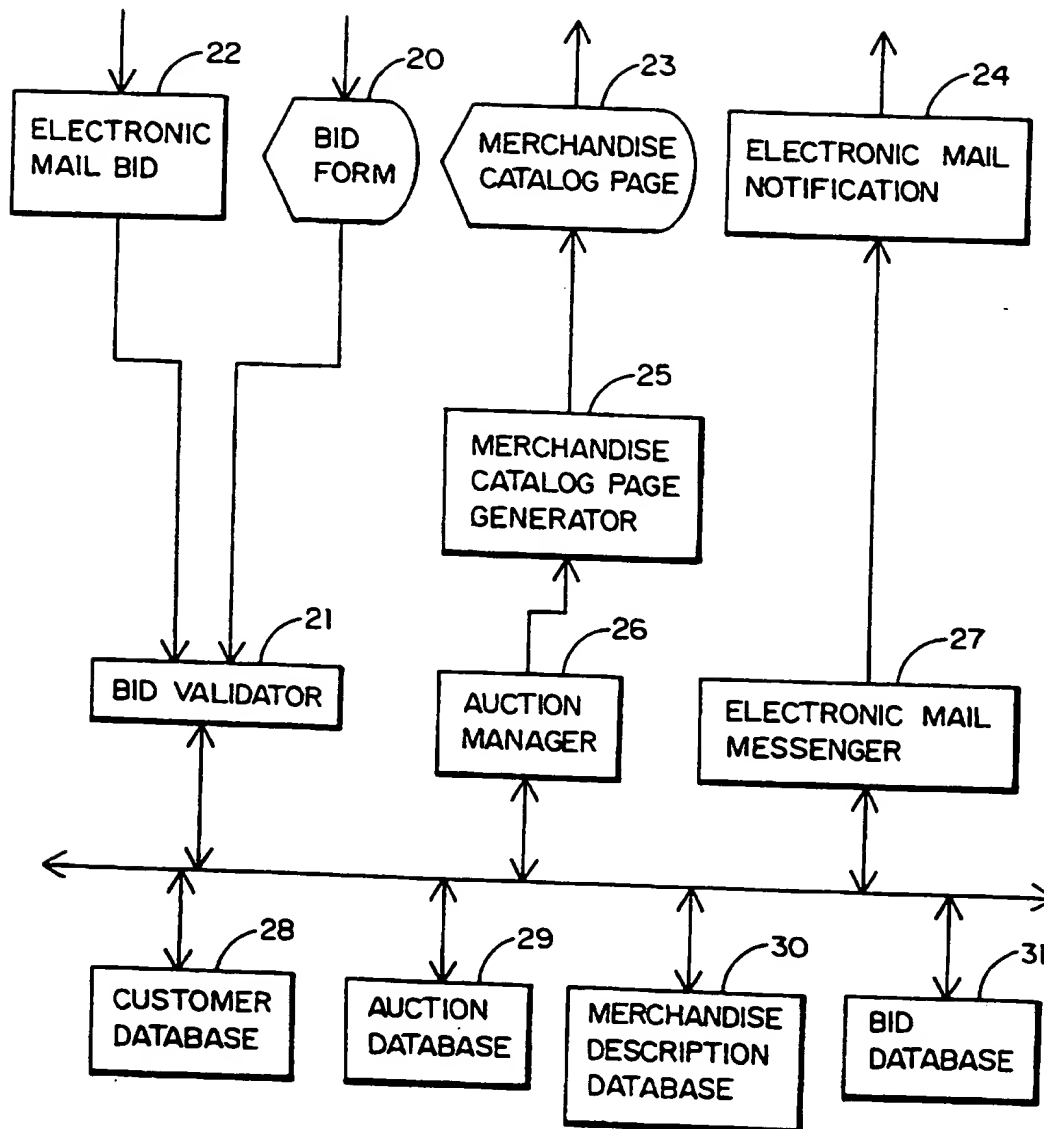 22
20
23
24
ELECTRONIC
MAIL BID
BID
FORM
MERCHANDISE
CATALOG PAGE
ELECTRONIC MAIL
NOTIFICATION
25
MERCHANDISE
CATALOG PAGE
GENERATOR
21
BID VALIDATOR
26
AUCTION
MANAGER
27
ELECTRONIC MAIL
MESSENGER
28
CUSTOMER
DATABASE
29
AUCTION
DATABASE
30
MERCHANDISE
DESCRIPTION
DATABASE
31
BID
DATABASE